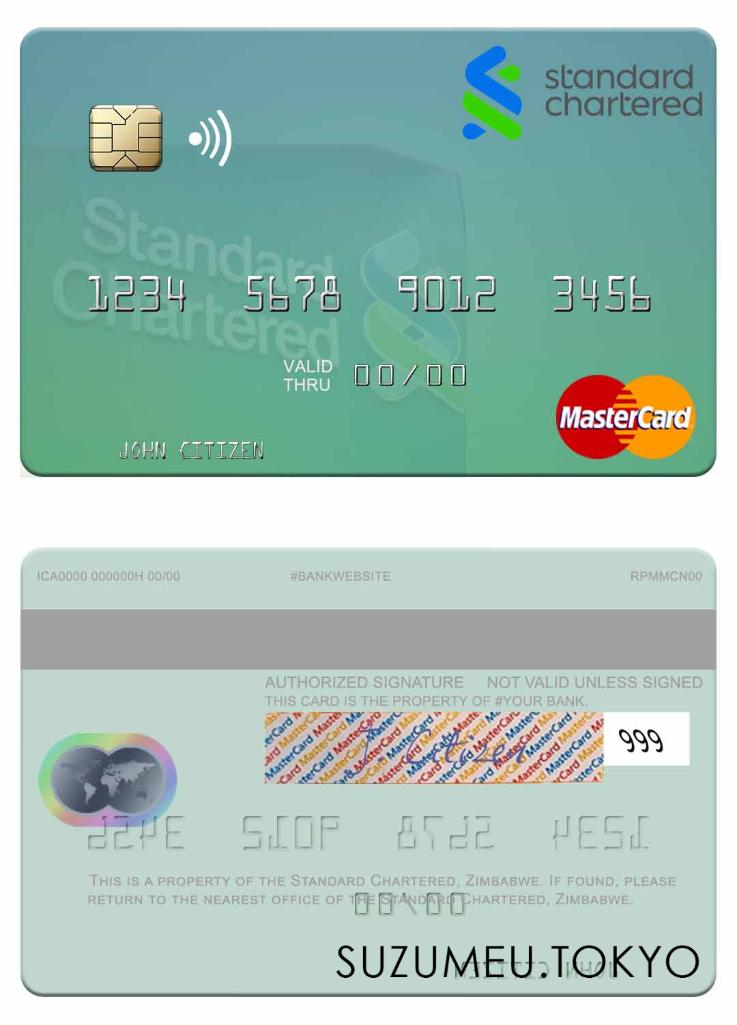 standard
chartered
Standard
Chartered
1234 5678 9012 3456
VALID
THRU 00/00
MasterCard
JOHN CITIZEN
ICA0000 000000H 00/00 #BANKWEBSITE RPMMCN00
AUTHORIZED SIGNATURE NOT VALID UNLESS SIGNED
THIS CARD IS THE PROPERTY OF #YOUR BANK.
MasterCard
J. Citizen
999
THIS IS A PROPERTY OF THE STANDARD CHARTERED, ZIMBABWE. IF FOUND, PLEASE
RETURN TO THE NEAREST OFFICE OF THE STANDARD CHARTERED, ZIMBABWE.
SUZUMEU.TOKYO